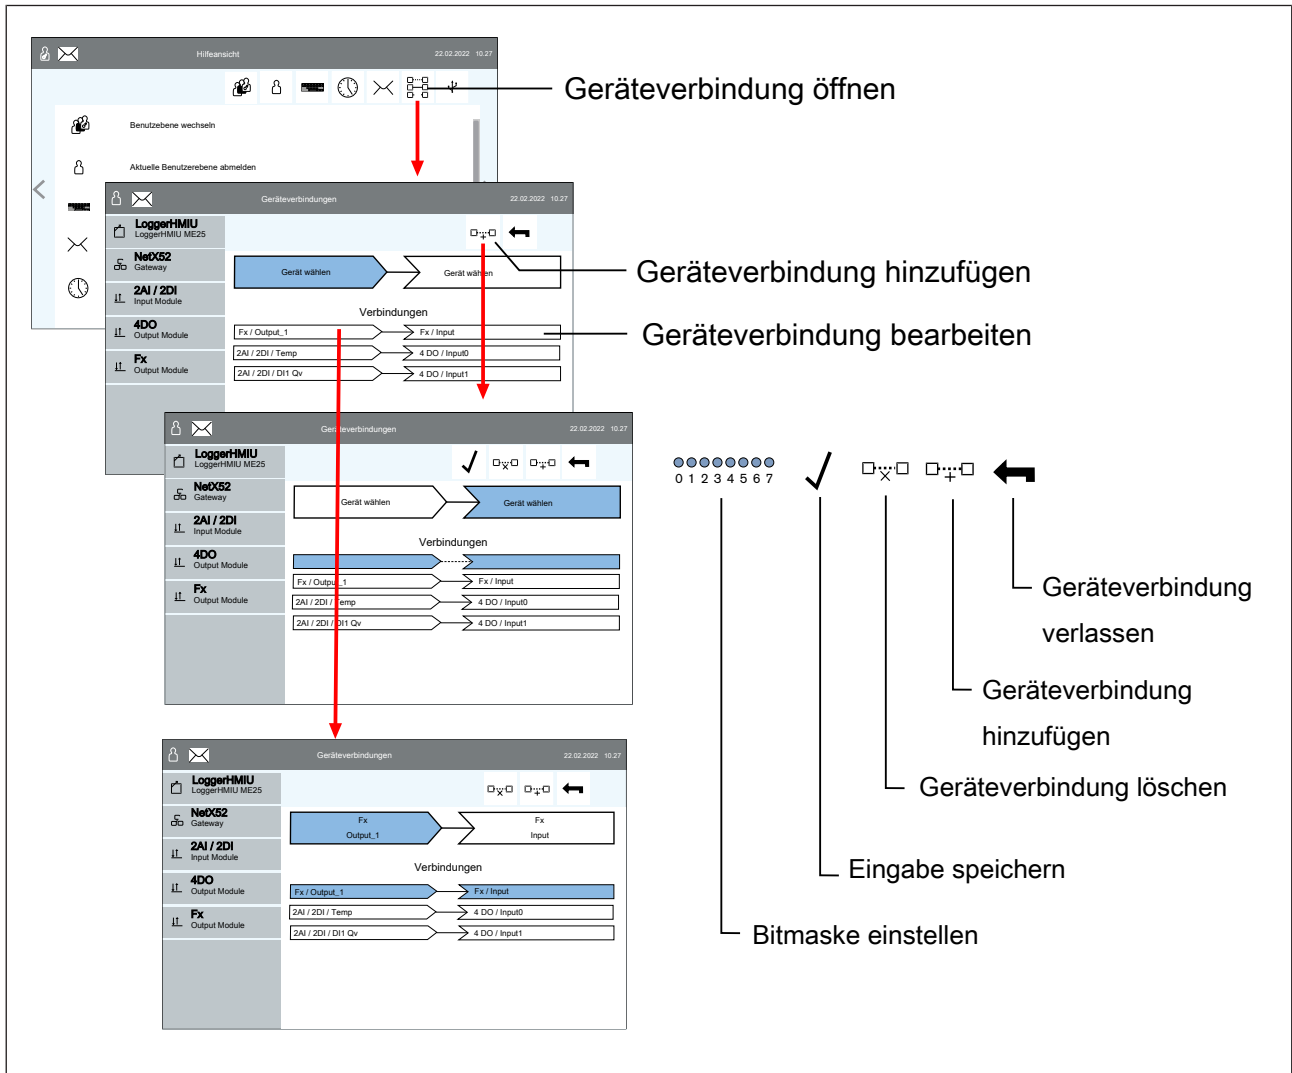 Hilfeansicht
22.02.2022 10.27
Geräteverbindung öffnen
Benutzebene wechseln
Aktuelle Benutzerebene abmelden
Geräteverbindungen
22.02.2022 10.27
LoggerHMIU
LoggerHMIU ME25
NetX52
Gateway
2AI / 2DI
Input Module
4DO
Output Module
Fx
Output Module
Gerät wählen
Gerät wählen
Verbindungen
Fx / Output_1
Fx / Input
2AI / 2DI / Temp
4 DO / Input0
2AI / 2DI / DI1 Qv
4 DO / Input1
Geräteverbindung hinzufügen
Geräteverbindung bearbeiten
Geräteverbindungen
22.02.2022 10.27
LoggerHMIU
LoggerHMIU ME25
NetX52
Gateway
2AI / 2DI
Input Module
4DO
Output Module
Fx
Output Module
Gerät wählen
Gerät wählen
Verbindungen
Fx / Output_1
Fx / Input
2AI / 2DI / Temp
4 DO / Input0
2AI / 2DI / DI1 Qv
4 DO / Input1
0 1 2 3 4 5 6 7
Geräteverbindung
verlassen
Geräteverbindung
hinzufügen
Geräteverbindung löschen
Eingabe speichern
Bitmaske einstellen
Geräteverbindungen
22.02.2022 10.27
LoggerHMIU
LoggerHMIU ME25
NetX52
Gateway
2AI / 2DI
Input Module
4DO
Output Module
Fx
Output Module
Fx
Output_1
Fx
Input
Verbindungen
Fx / Output_1
Fx / Input
2AI / 2DI / Temp
4 DO / Input0
2AI / 2DI / DI1 Qv
4 DO / Input1